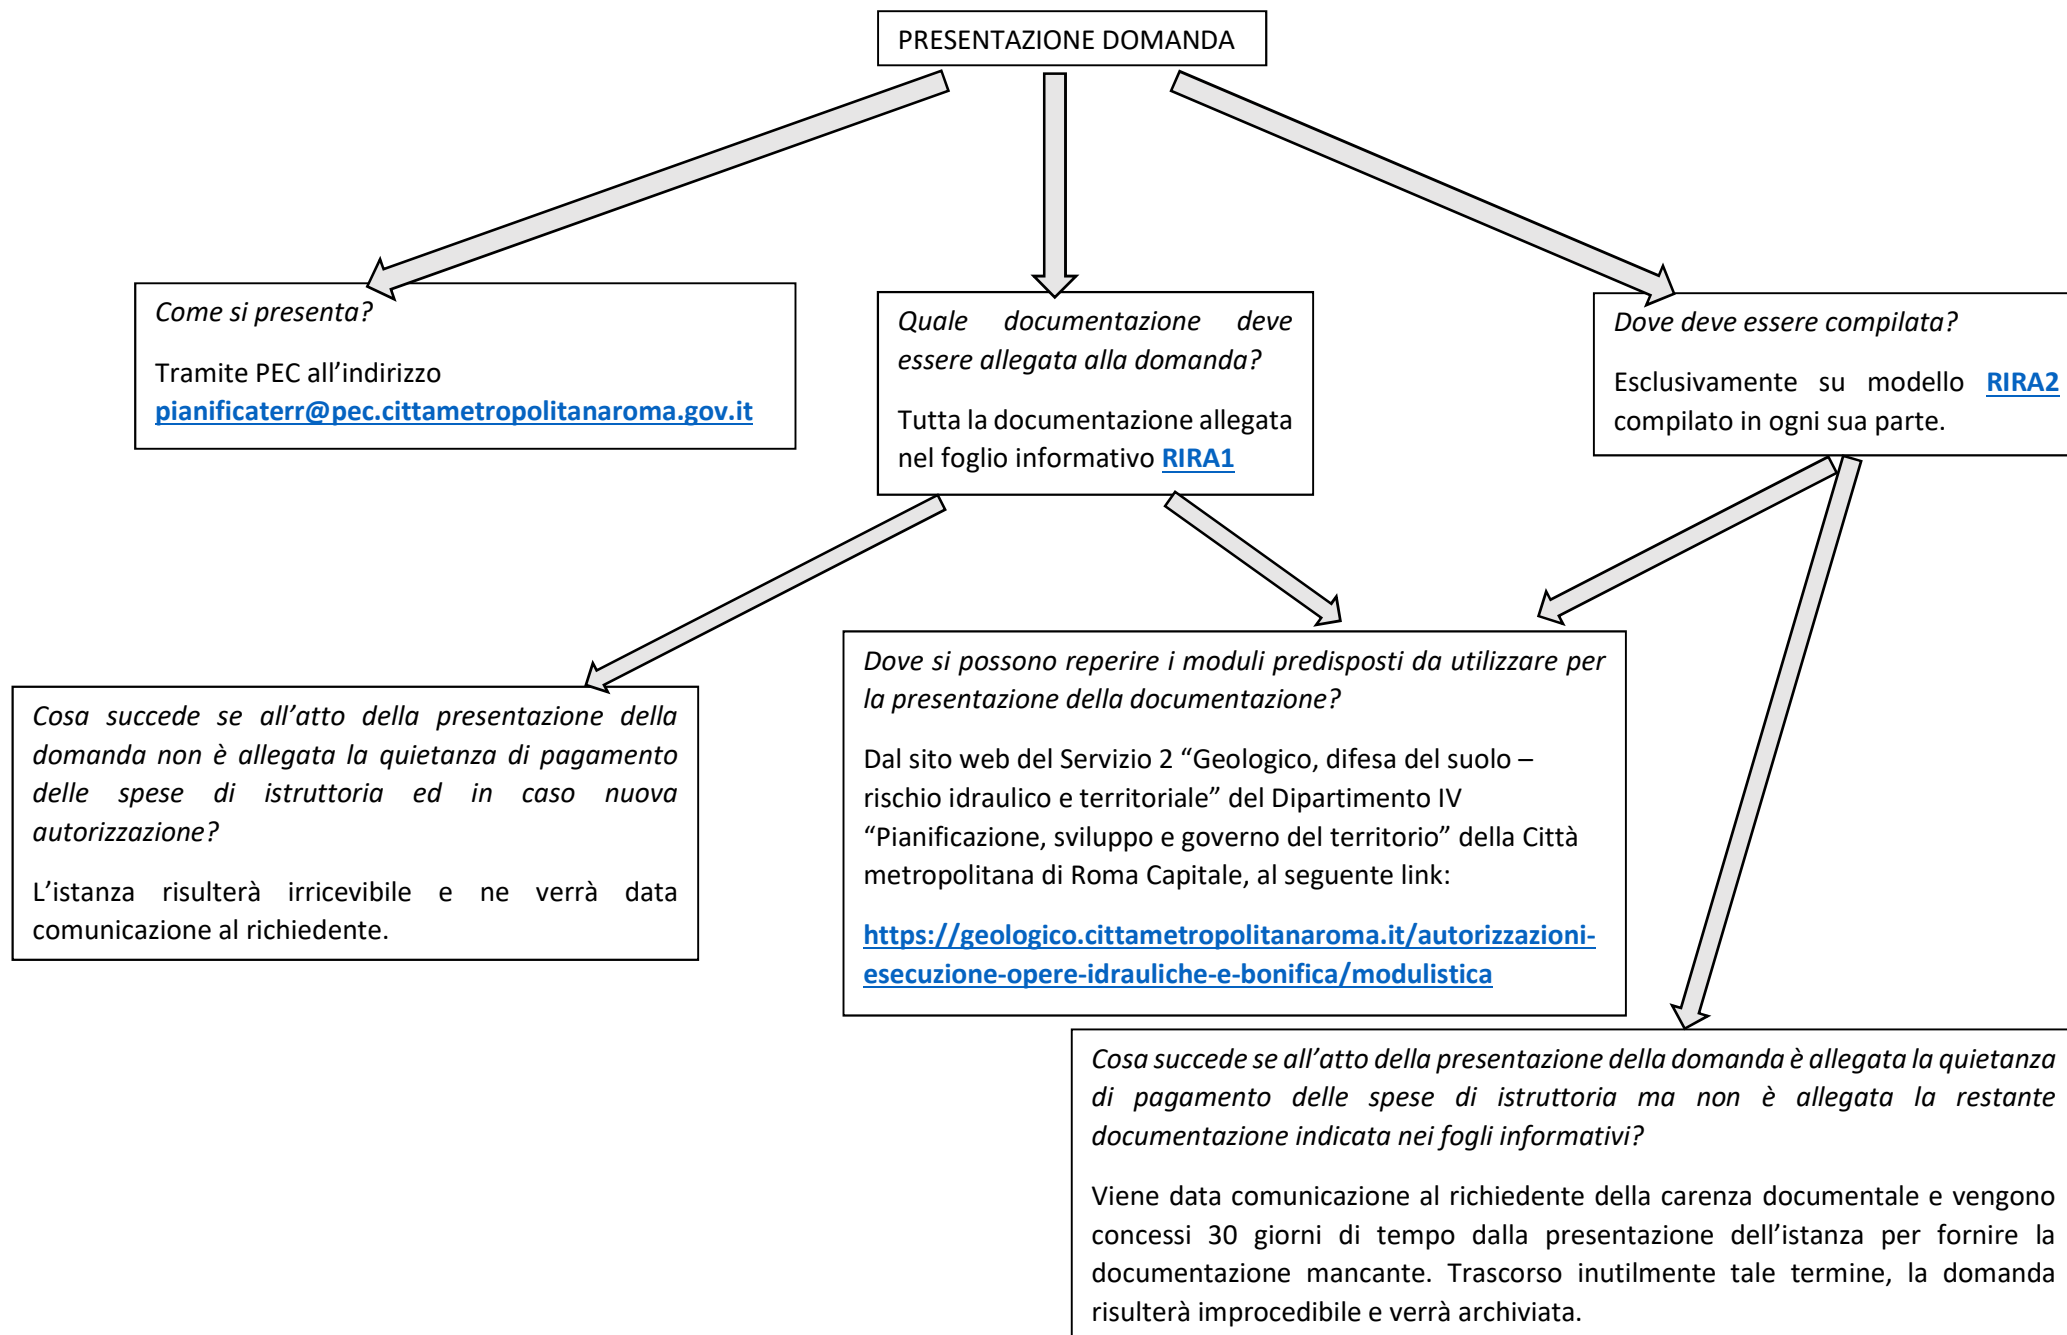 PRESENTAZIONE DOMANDA
Come si presenta?
Tramite PEC all’indirizzo
pianificaterr@pec.cittametropolitanaroma.gov.it
Quale documentazione deve
essere allegata alla domanda?
Tutta la documentazione allegata
nel foglio informativo RIRA1
Dove deve essere compilata?
Esclusivamente su modello RIRA2
compilato in ogni sua parte.
Cosa succede se all’atto della presentazione della
domanda non è allegata la quietanza di pagamento
delle spese di istruttoria ed in caso nuova
autorizzazione?
L’istanza risulterà irricevibile e ne verrà data
comunicazione al richiedente.
Dove si possono reperire i moduli predisposti da utilizzare per
la presentazione della documentazione?
Dal sito web del Servizio 2 “Geologico, difesa del suolo –
rischio idraulico e territoriale” del Dipartimento IV
“Pianificazione, sviluppo e governo del territorio” della Città
metropolitana di Roma Capitale, al seguente link:
https://geologico.cittametropolitanaroma.it/autorizzazioni-
esecuzione-opere-idrauliche-e-bonifica/modulistica
Cosa succede se all’atto della presentazione della domanda è allegata la quietanza
di pagamento delle spese di istruttoria ma non è allegata la restante
documentazione indicata nei fogli informativi?
Viene data comunicazione al richiedente della carenza documentale e vengono
concessi 30 giorni di tempo dalla presentazione dell’istanza per fornire la
documentazione mancante. Trascorso inutilmente tale termine, la domanda
risulterà improcedibile e verrà archiviata.